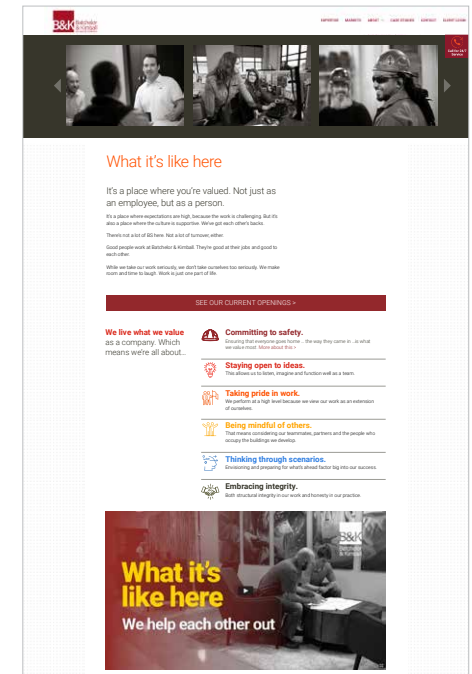 B&K Batchelor
& Kimball
EXPERTISE MARKETS ABOUT CASE STUDIES CONTACT CLIENT LOGIN
Call for 24/7
Service
What it's like here
It's a place where you're valued. Not just as
an employee, but as a person.
It's a place where expectations are high, because the work is challenging. But it's
also a place where the culture is supportive. We've got each other's backs.
There's not a lot of BS here. Not a lot of turnover, either.
Good people work at Batchelor & Kimball. They're good at their jobs and good to
each other.
While we take our work seriously, we don't take ourselves too seriously. We make
room and time to laugh. Work is just one part of life.
SEE OUR CURRENT OPENINGS >
We live what we value
as a company. Which
means we're all about...
Committing to safety.
Ensuring that everyone goes home ... the way they came in ...is what
we value most. More about this >
Staying open to ideas.
This allows us to listen, imagine and function well as a team.
Taking pride in work.
We perform at a high level because we view our work as an extension
of ourselves.
Being mindful of others.
That means considering our teammates, partners and the people who
occupy the buildings we develop.
Thinking through scenarios.
Envisioning and preparing for what's ahead factor big into our success.
Embracing integrity.
Both structural integrity in our work and honesty in our practice.
B&K
Batchelor
& Kimball
What it's
like here
We help each other out